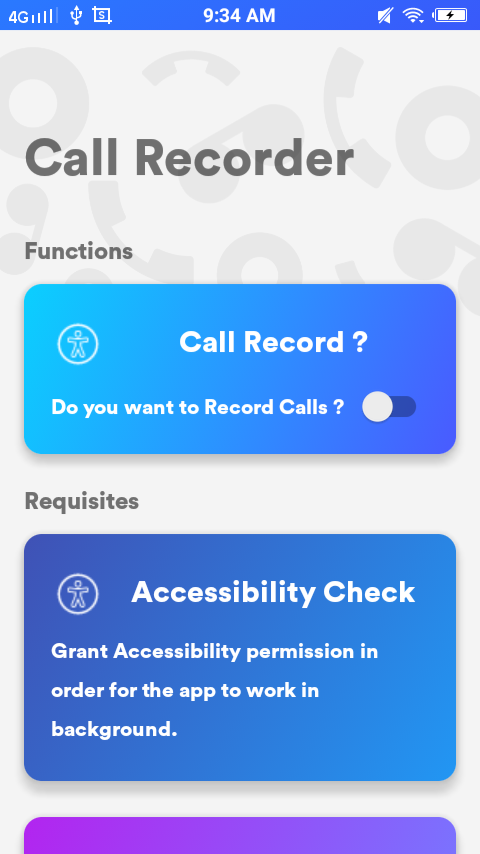 4G 9:34 AM
Call Recorder
Functions
Call Record ?
Do you want to Record Calls ?
Requisites
Accessibility Check
Grant Accessibility permission in
order for the app to work in
background.